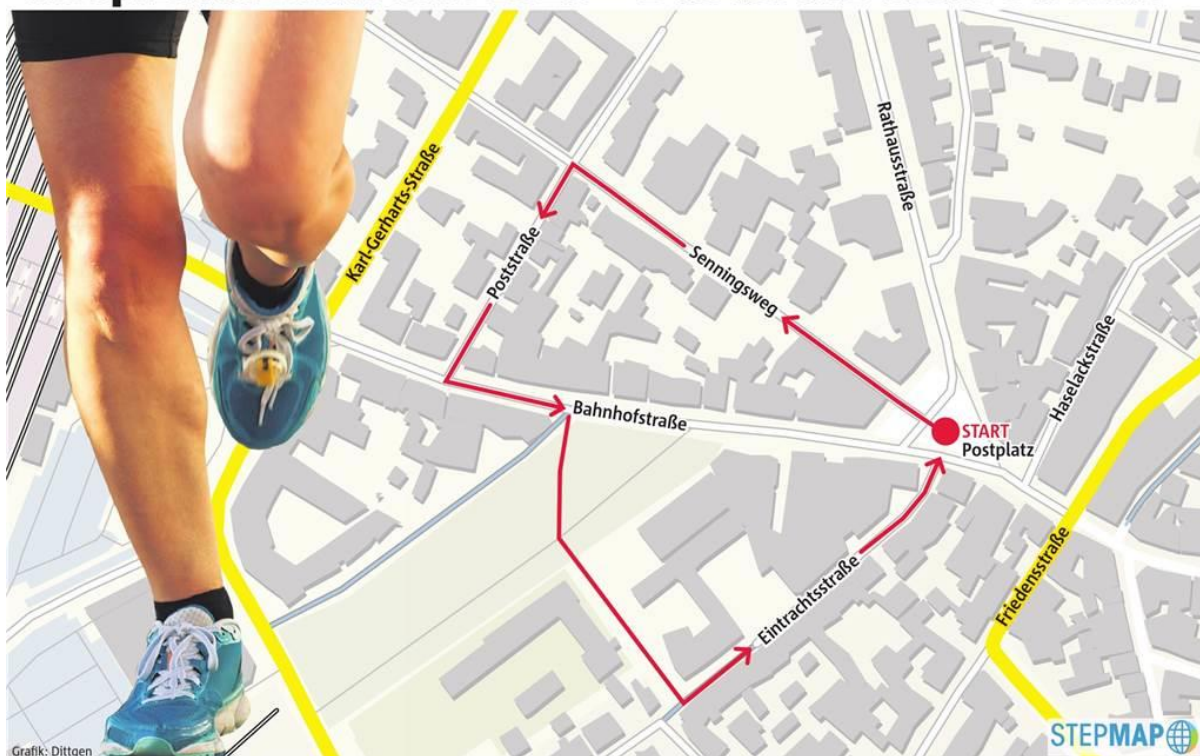 Karl-Gerharts-Straße
Rathausstraße
Poststraße
Senningsweg
Haselackstraße
Bahnhofstraße
START
Postplatz
Eintrachtsstraße
Friedensstraße
Grafik: Dittgen
STEPMAP